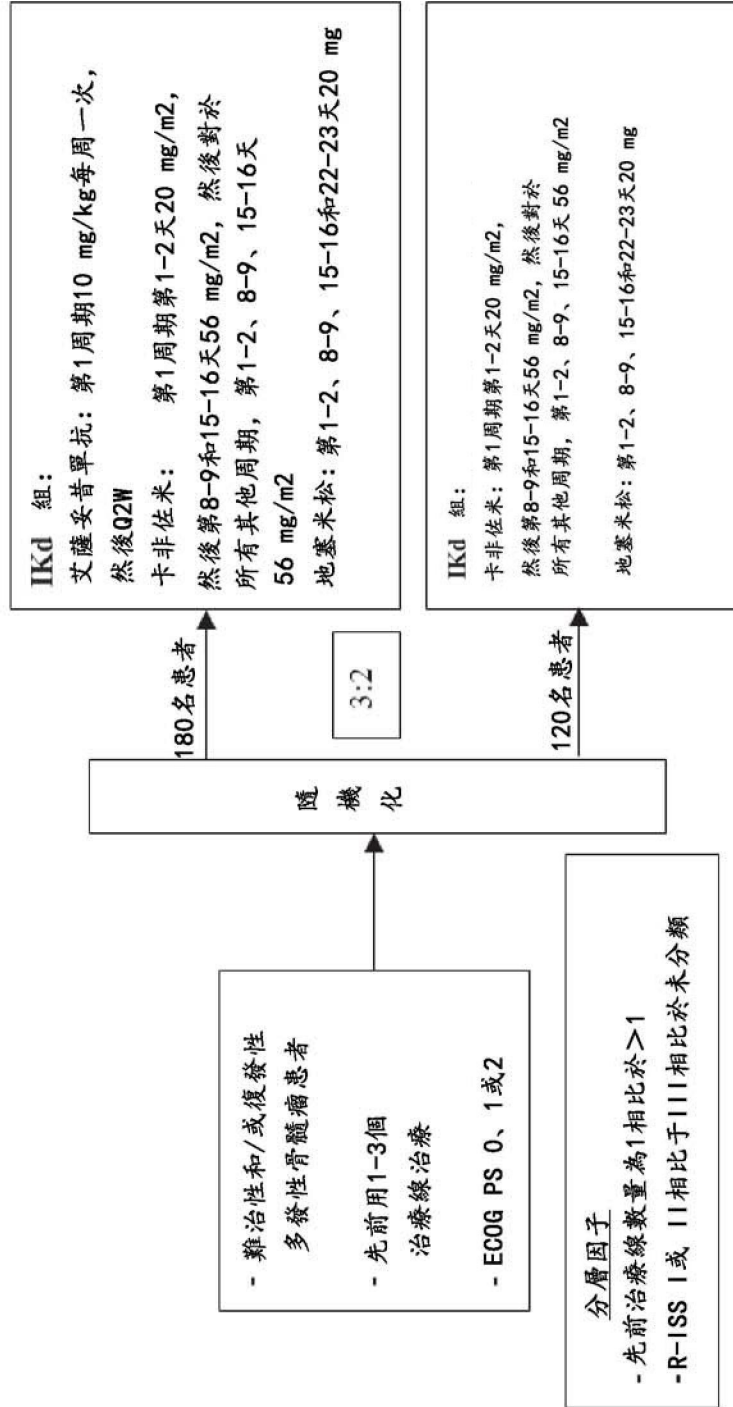 - 難治性和/或復發性
多發性骨髓瘤患者
- 先前用1-3個
治療線治療
- ECOG PS 0、1或2
分層因子
- 先前治療線數量為1相比於>1
-R-ISS I或 II相比于III相比於未分類
隨機化
180名患者
3:2
120名患者
IKd 組：
艾薩妥昔單抗：第1周期10 mg/kg每周一次，
然後Q2W
卡非佐米： 第1周期第1-2天20 mg/m2，
然後第8-9和15-16天56 mg/m2，然後對於
所有其他周期，第1-2、8-9、15-16天
56 mg/m2
地塞米松：第1-2、8-9、15-16和22-23天20 mg
IKd 組：
卡非佐米：第1周期第1-2天20 mg/m2，
然後第8-9和15-16天56 mg/m2，然後對於
所有其他周期，第1-2、8-9、15-16天 56 mg/m2
地塞米松：第1-2、8-9、15-16和22-23天20 mg